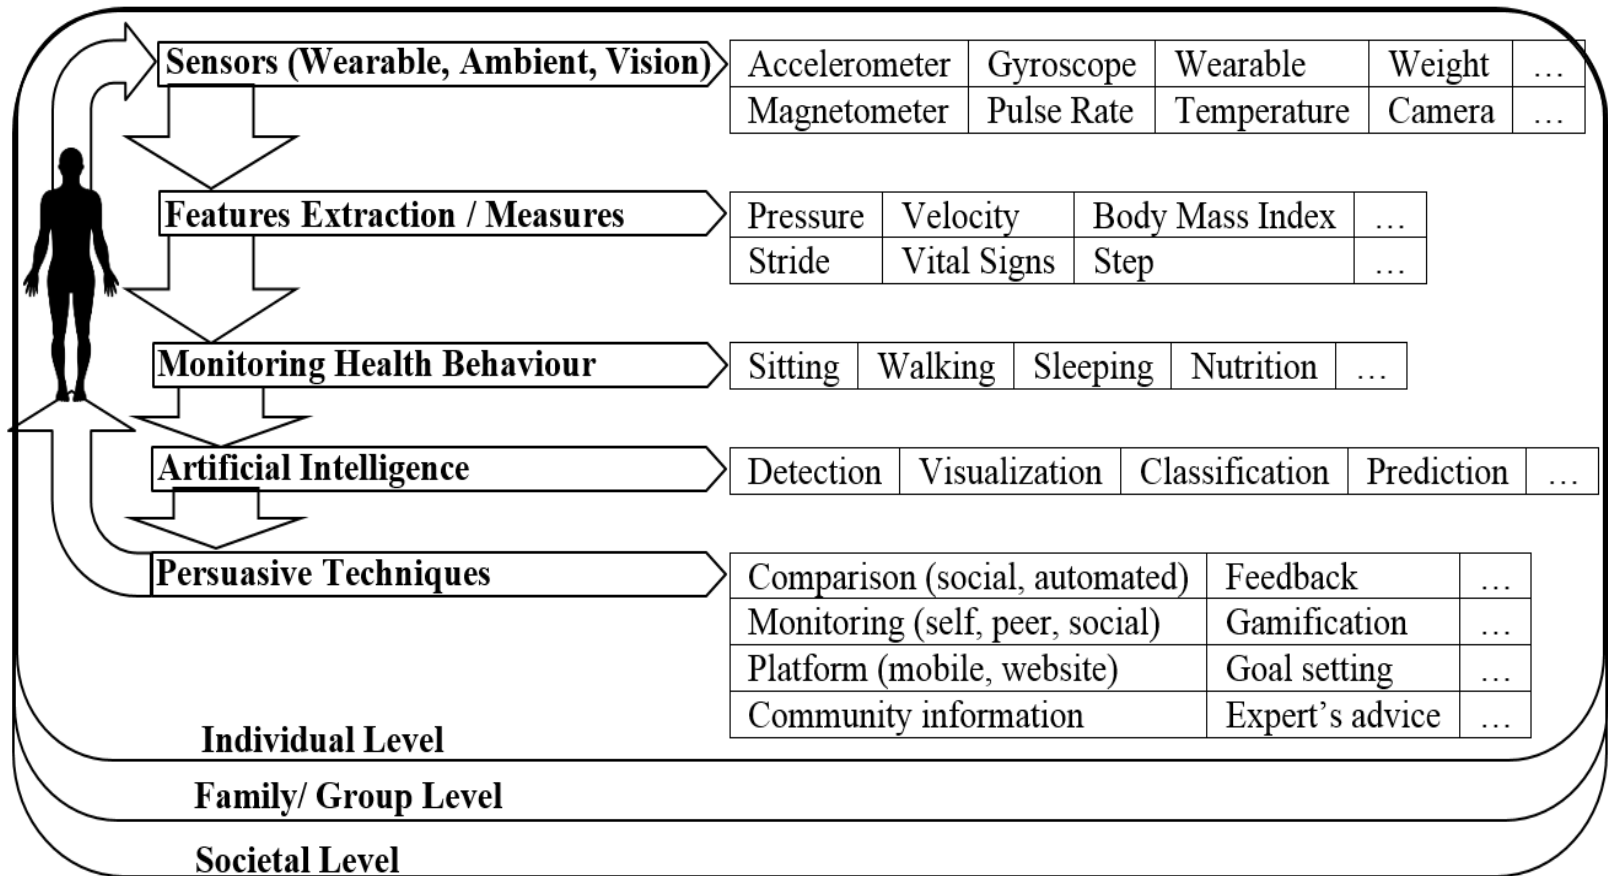 Sensors (Wearable, Ambient, Vision)
Accelerometer Gyroscope Wearable Weight …
Magnetometer Pulse Rate Temperature Camera …
Features Extraction / Measures
Pressure Velocity Body Mass Index …
Stride Vital Signs Step …
Monitoring Health Behaviour
Sitting Walking Sleeping Nutrition …
Artificial Intelligence
Detection Visualization Classification Prediction …
Persuasive Techniques
Comparison (social, automated) Feedback …
Monitoring (self, peer, social) Gamification …
Platform (mobile, website) Goal setting …
Community information Expert’s advice …
Individual Level
Family/ Group Level
Societal Level